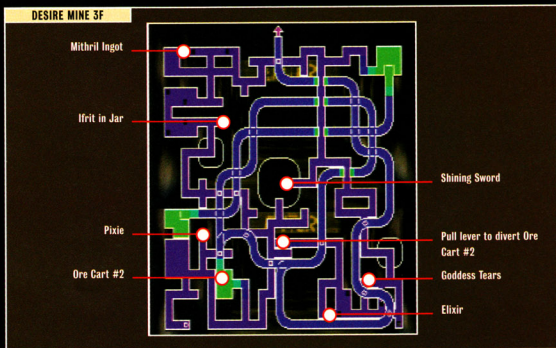 DESIRE MINE 3F
Mithril Ingot
Ifrit in Jar
Shining Sword
Pixie
Pull lever to divert Ore
Cart #2
Ore Cart #2
Goddess Tears
Elixir